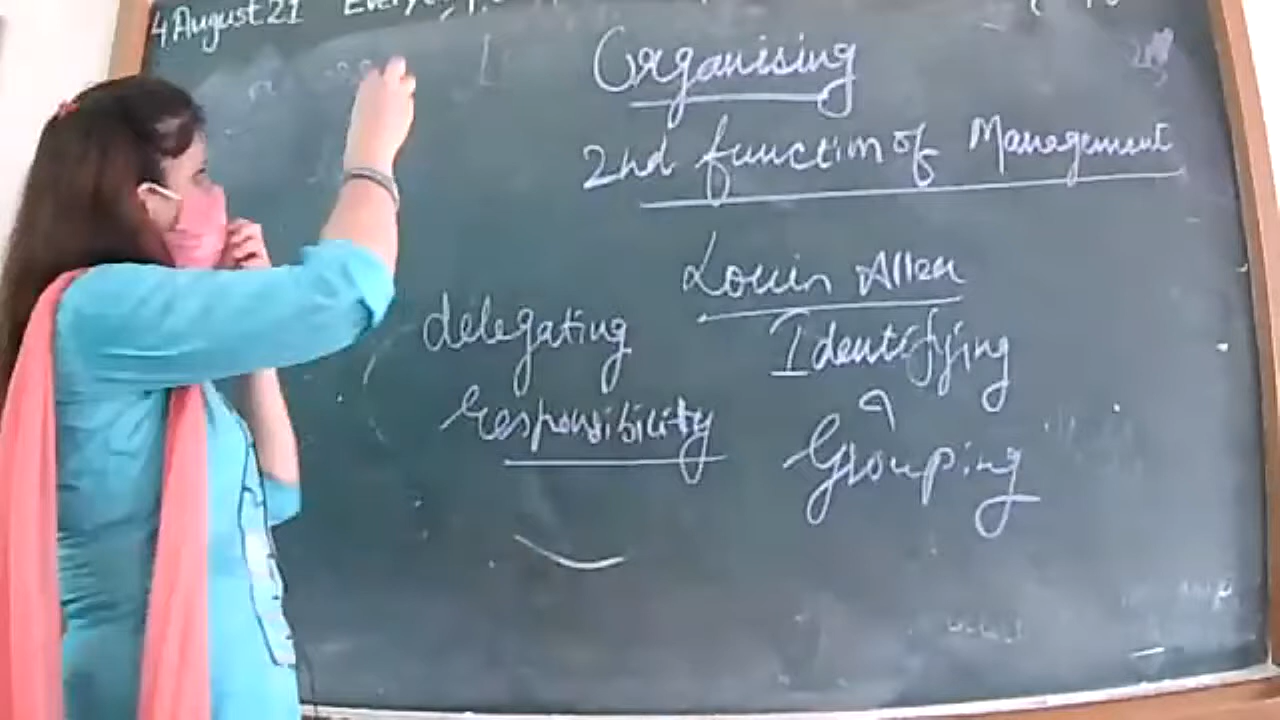 4 August 21
Organising
2nd function of Management
Louis Allen
delegating
Identifying
responsibility
Grouping